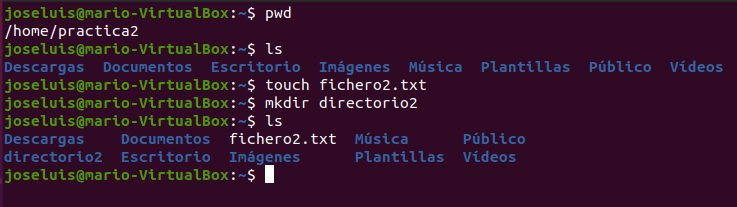 joseluis@mario-VirtualBox:~$ pwd
/home/practica2
joseluis@mario-VirtualBox:~$ ls
Descargas  Documentos  Escritorio  Imágenes  Música  Plantillas  Público  Vídeos
joseluis@mario-VirtualBox:~$ touch fichero2.txt
joseluis@mario-VirtualBox:~$ mkdir directorio2
joseluis@mario-VirtualBox:~$ ls
Descargas    Documentos  fichero2.txt  Música      Público
directorio2  Escritorio  Imágenes      Plantillas  Vídeos
joseluis@mario-VirtualBox:~$